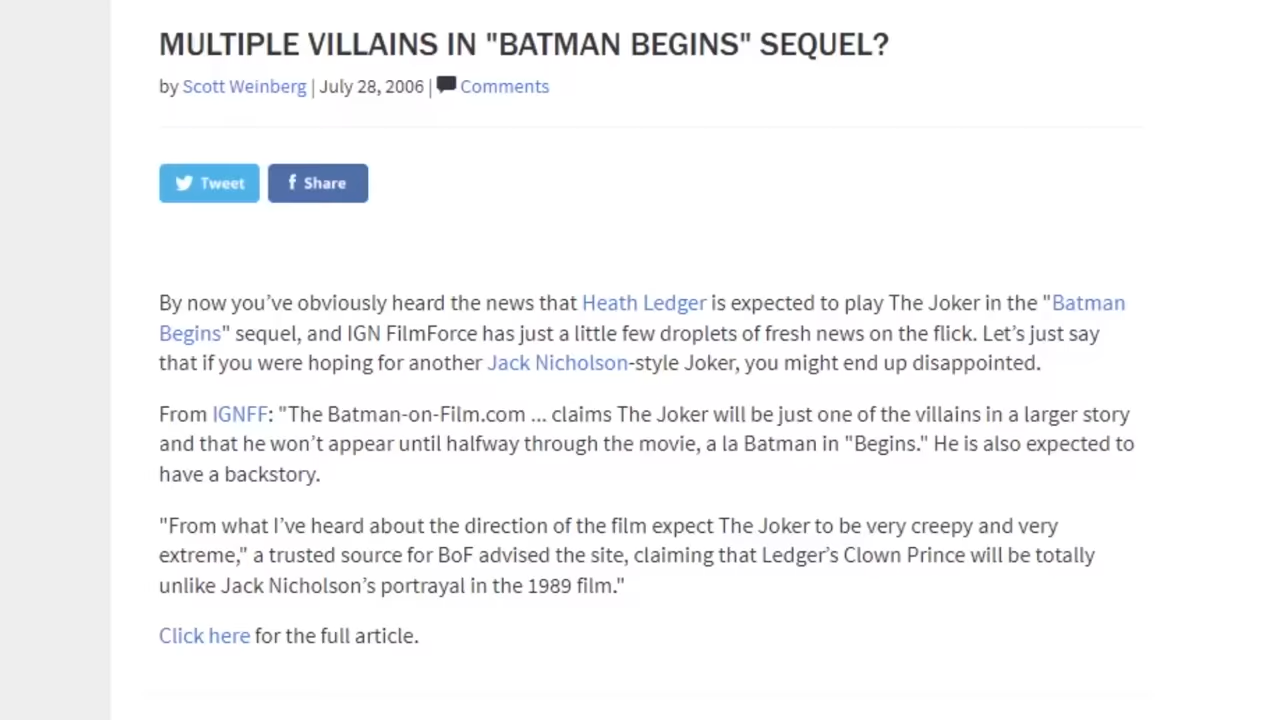 MULTIPLE VILLAINS IN "BATMAN BEGINS" SEQUEL?
by Scott Weinberg | July 28, 2006 | Comments
Tweet
Share
By now you’ve obviously heard the news that Heath Ledger is expected to play The Joker in the "Batman
Begins" sequel, and IGN FilmForce has just a little few droplets of fresh news on the flick. Let’s just say
that if you were hoping for another Jack Nicholson-style Joker, you might end up disappointed.
From IGNFF: "The Batman-on-Film.com ... claims The Joker will be just one of the villains in a larger story
and that he won’t appear until halfway through the movie, a la Batman in "Begins." He is also expected to
have a backstory.
"From what I’ve heard about the direction of the film expect The Joker to be very creepy and very
extreme," a trusted source for BoF advised the site, claiming that Ledger’s Clown Prince will be totally
unlike Jack Nicholson’s portrayal in the 1989 film."
Click here for the full article.